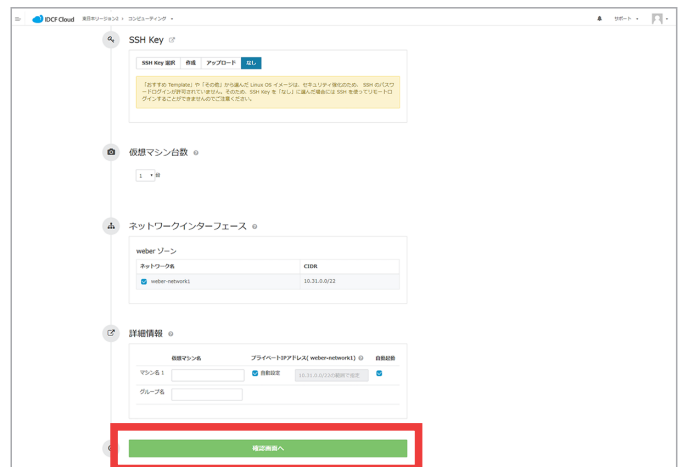 IDCF Cloud 東日本リージョン2 コンピューティング サポート
SSH Key
SSH Key 選択 作成 アップロード なし
「おすすめ Template」や「その他」から選んだ Linux OS イメージは、セキュリティ強化のため、 SSH のパスワ
ードログインが許可されていません。そのため、SSH Key を「なし」に選んだ場合には SSH を使ってリモートロ
グインすることができませんのでご注意ください。
仮想マシン台数
1 台
ネットワークインターフェース
weber ゾーン
ネットワーク名 CIDR
weber-network1 10.31.0.0/22
詳細情報
仮想マシン名 プライベートIPアドレス( weber-network1) 自動起動
マシン名 1 自動設定
グループ名
確認画面へ